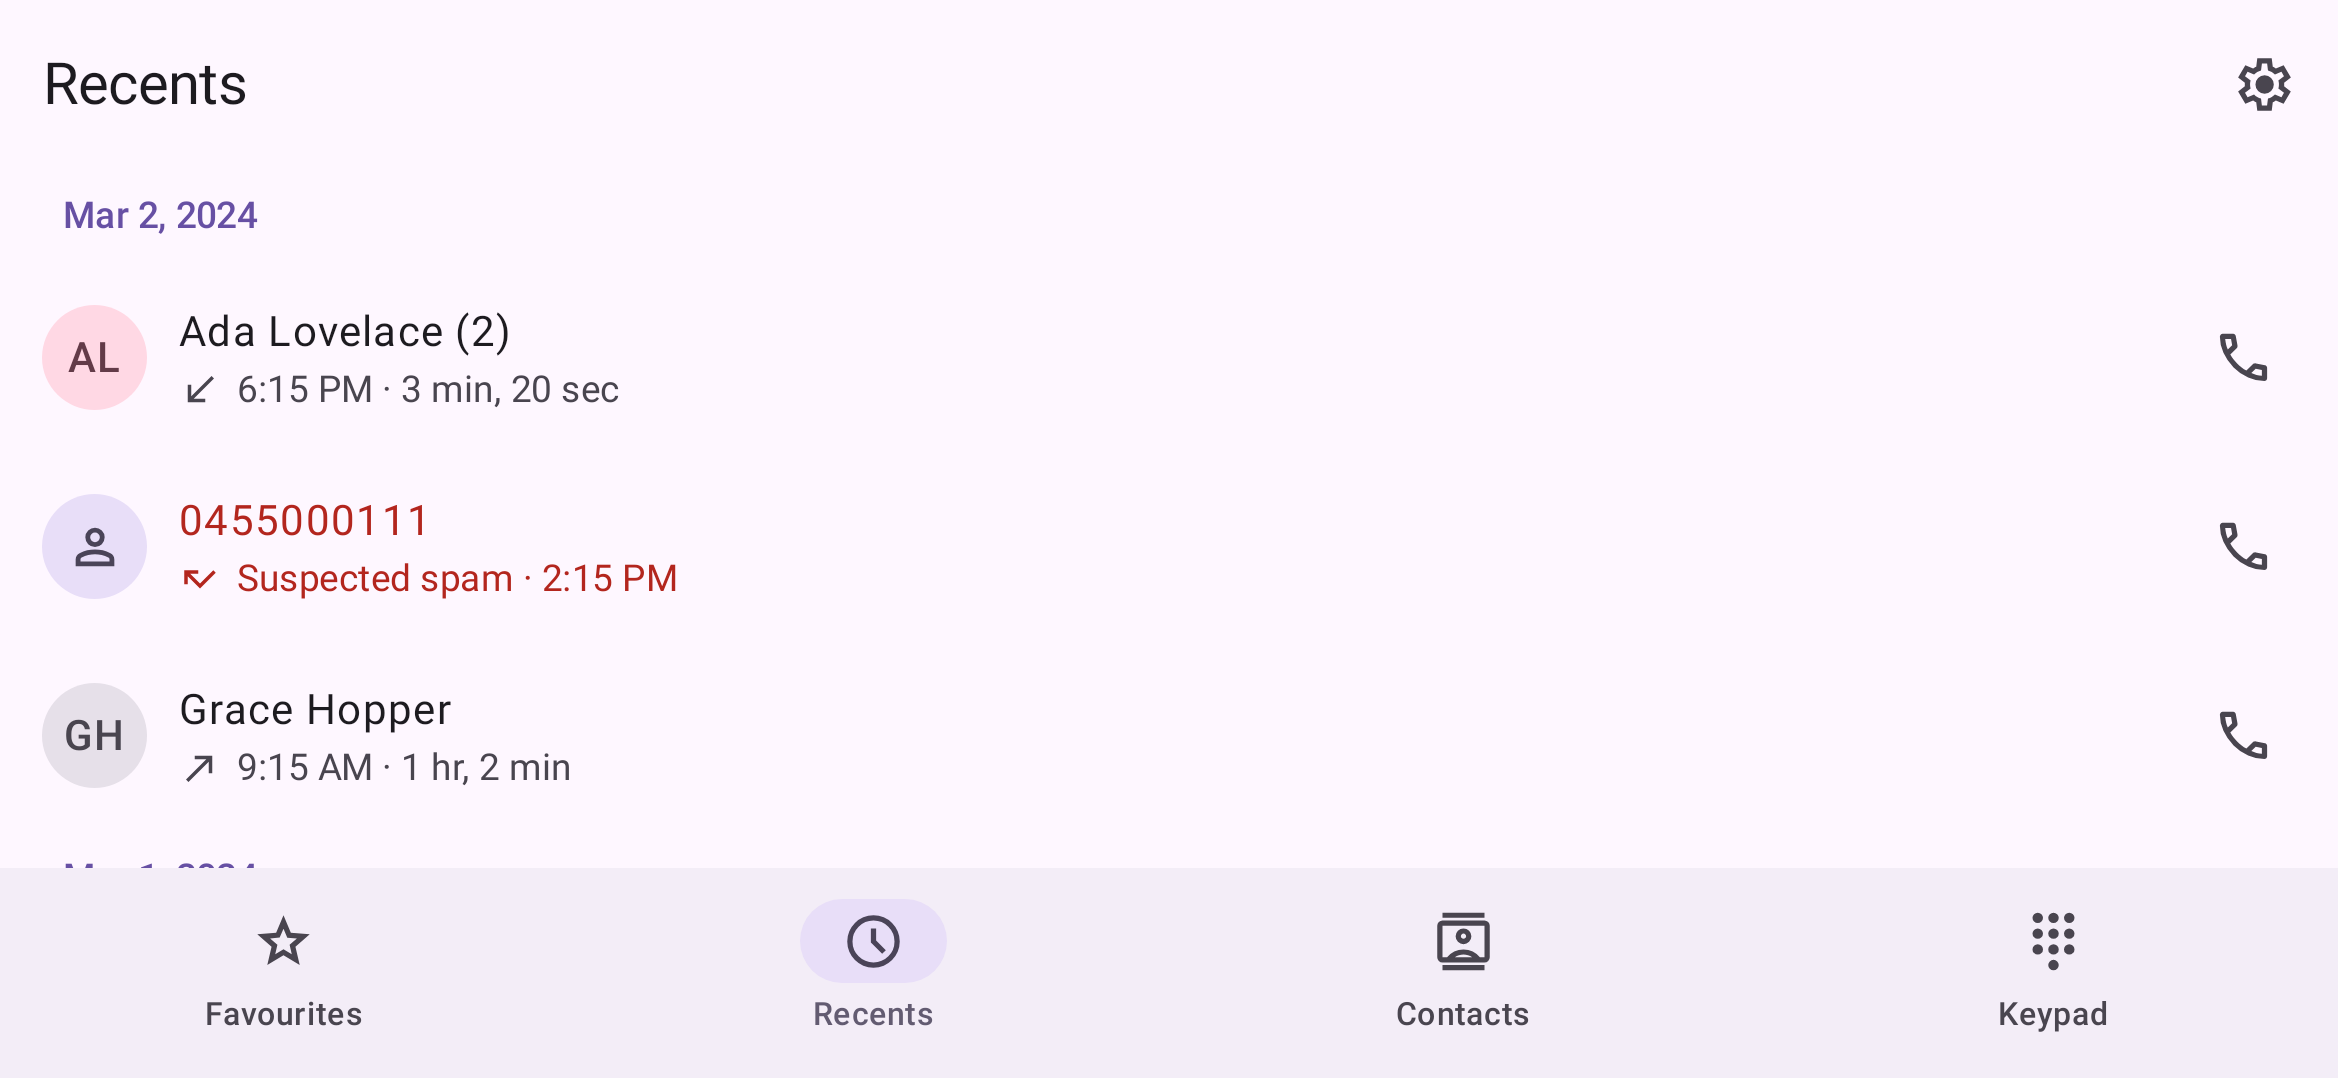 Recents
Mar 2, 2024
AL
Ada Lovelace (2)
6:15 PM · 3 min, 20 sec
0455000111
Suspected spam · 2:15 PM
GH
Grace Hopper
9:15 AM · 1 hr, 2 min
Favourites
Recents
Contacts
Keypad